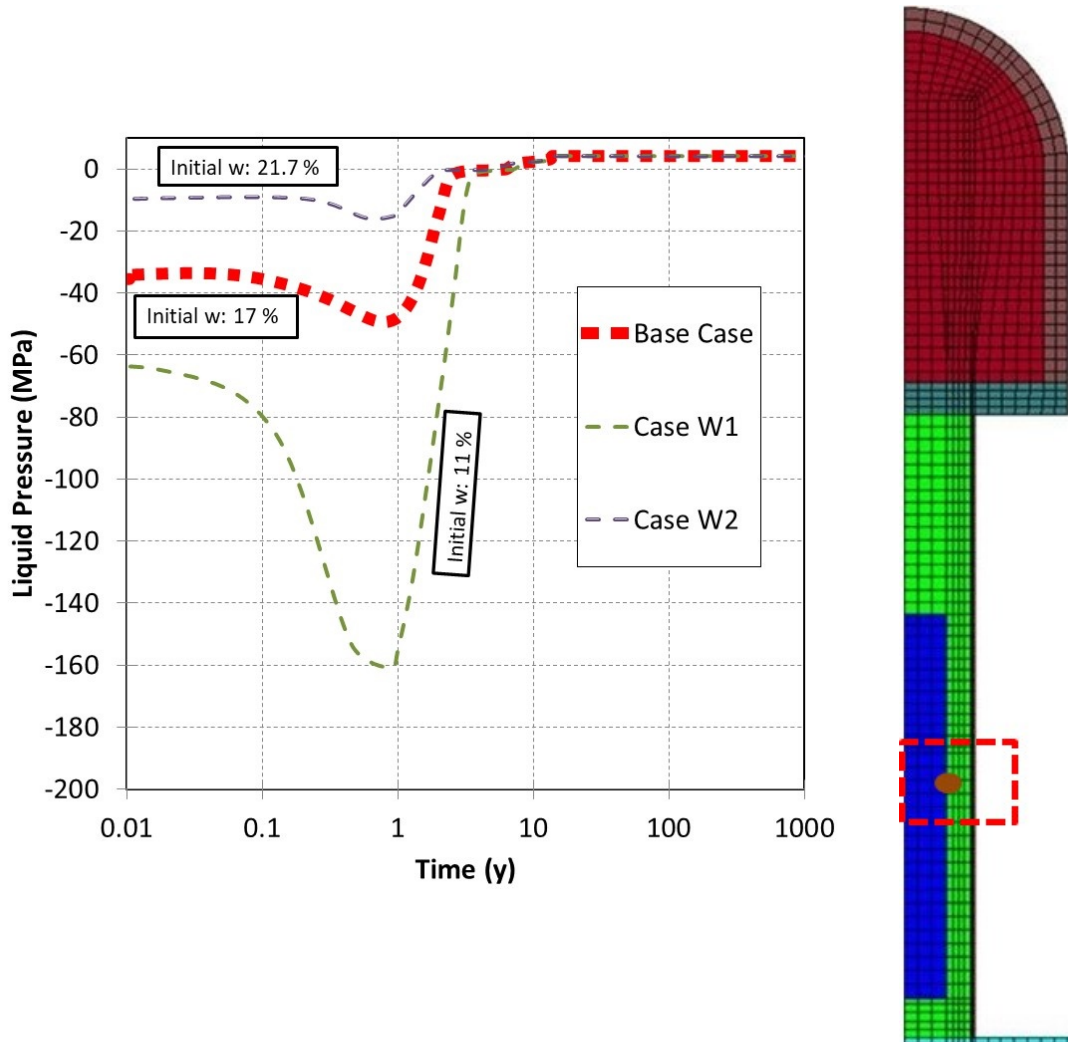 Initial w: 21.7 %
Initial w: 17 %
Initial w: 11 %
Base Case
Case W1
Case W2
Liquid Pressure (MPa)
0
-20
-40
-60
-80
-100
-120
-140
-160
-180
-200
0.01 0.1 1 10 100 1000
Time (y)